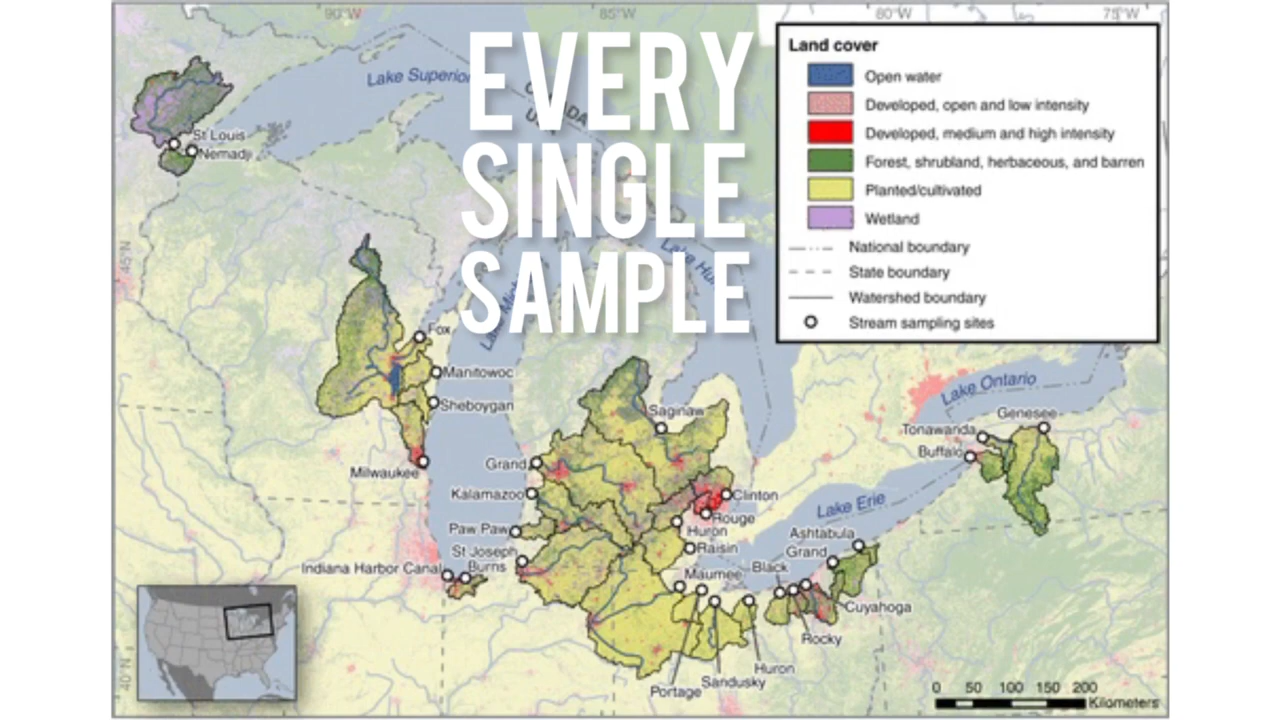 90°W
85°W
80°W
75°W
45°N
40°N
EVERY
SINGLE
SAMPLE
Lake Superior
CANADA
Lake
Lake
Lake Ontario
Lake Erie
Land cover
Open water
Developed, open and low intensity
Developed, medium and high intensity
Forest, shrubland, herbaceous, and barren
Planted/cultivated
Wetland
National boundary
State boundary
Watershed boundary
Stream sampling sites
St Louis
Nemadji
Fox
Manitowoc
Sheboygan
Milwaukee
Saginaw
Grand
Kalamazoo
Paw Paw
St Joseph
Burns
Indiana Harbor Canal
Clinton
Rouge
Huron
Raisin
Maumee
Black
Grand
Ashtabula
Cuyahoga
Rocky
Huron
Sandusky
Portage
Tonawanda
Genesee
Buffalo
0 50 100 150 200
Kilometers